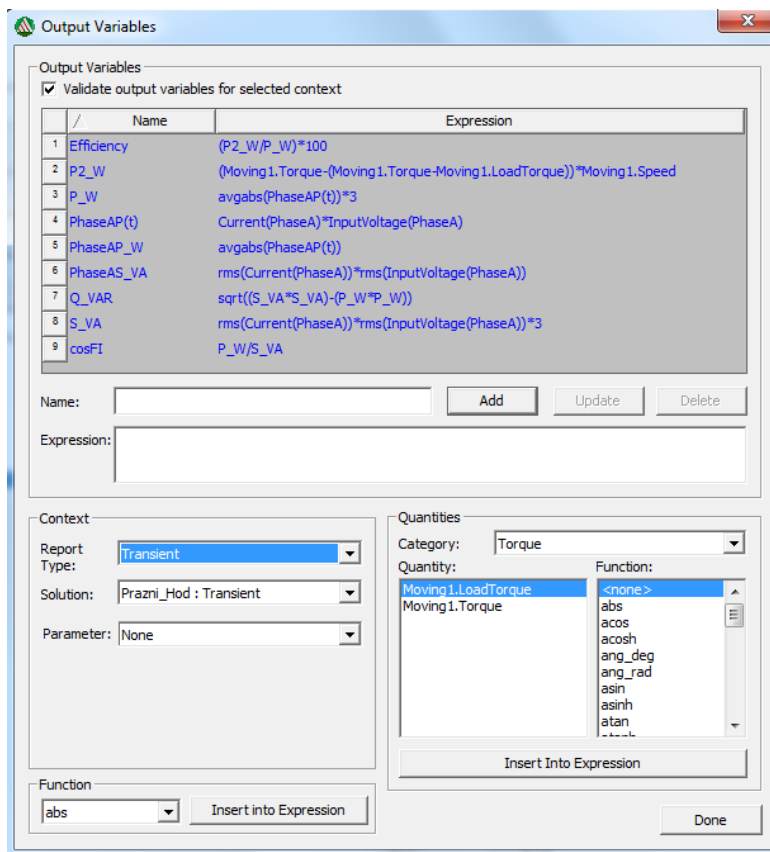 Output Variables
Output Variables
Validate output variables for selected context
/ Name Expression
1 Efficiency (P2_W/P_W)*100
2 P2_W (Moving1.Torque-(Moving1.Torque-Moving1.LoadTorque))*Moving1.Speed
3 P_W avgabs(PhaseAP(t))*3
4 PhaseAP(t) Current(PhaseA)*InputVoltage(PhaseA)
5 PhaseAP_W avgabs(PhaseAP(t))
6 PhaseAS_VA rms(Current(PhaseA))*rms(InputVoltage(PhaseA))
7 Q_VAR sqrt((S_VA*S_VA)-(P_W*P_W))
8 S_VA rms(Current(PhaseA))*rms(InputVoltage(PhaseA))*3
9 cosFI P_W/S_VA
Name: Add Update Delete
Expression:
Context
Report Type: Transient
Solution: Prazni_Hod : Transient
Parameter: None
Quantities
Category: Torque
Quantity: Function:
Moving1.LoadTorque <none>
Moving1.Torque abs
acos
acosh
ang_deg
ang_rad
asin
asinh
atan
Insert Into Expression
Function
abs Insert into Expression
Done